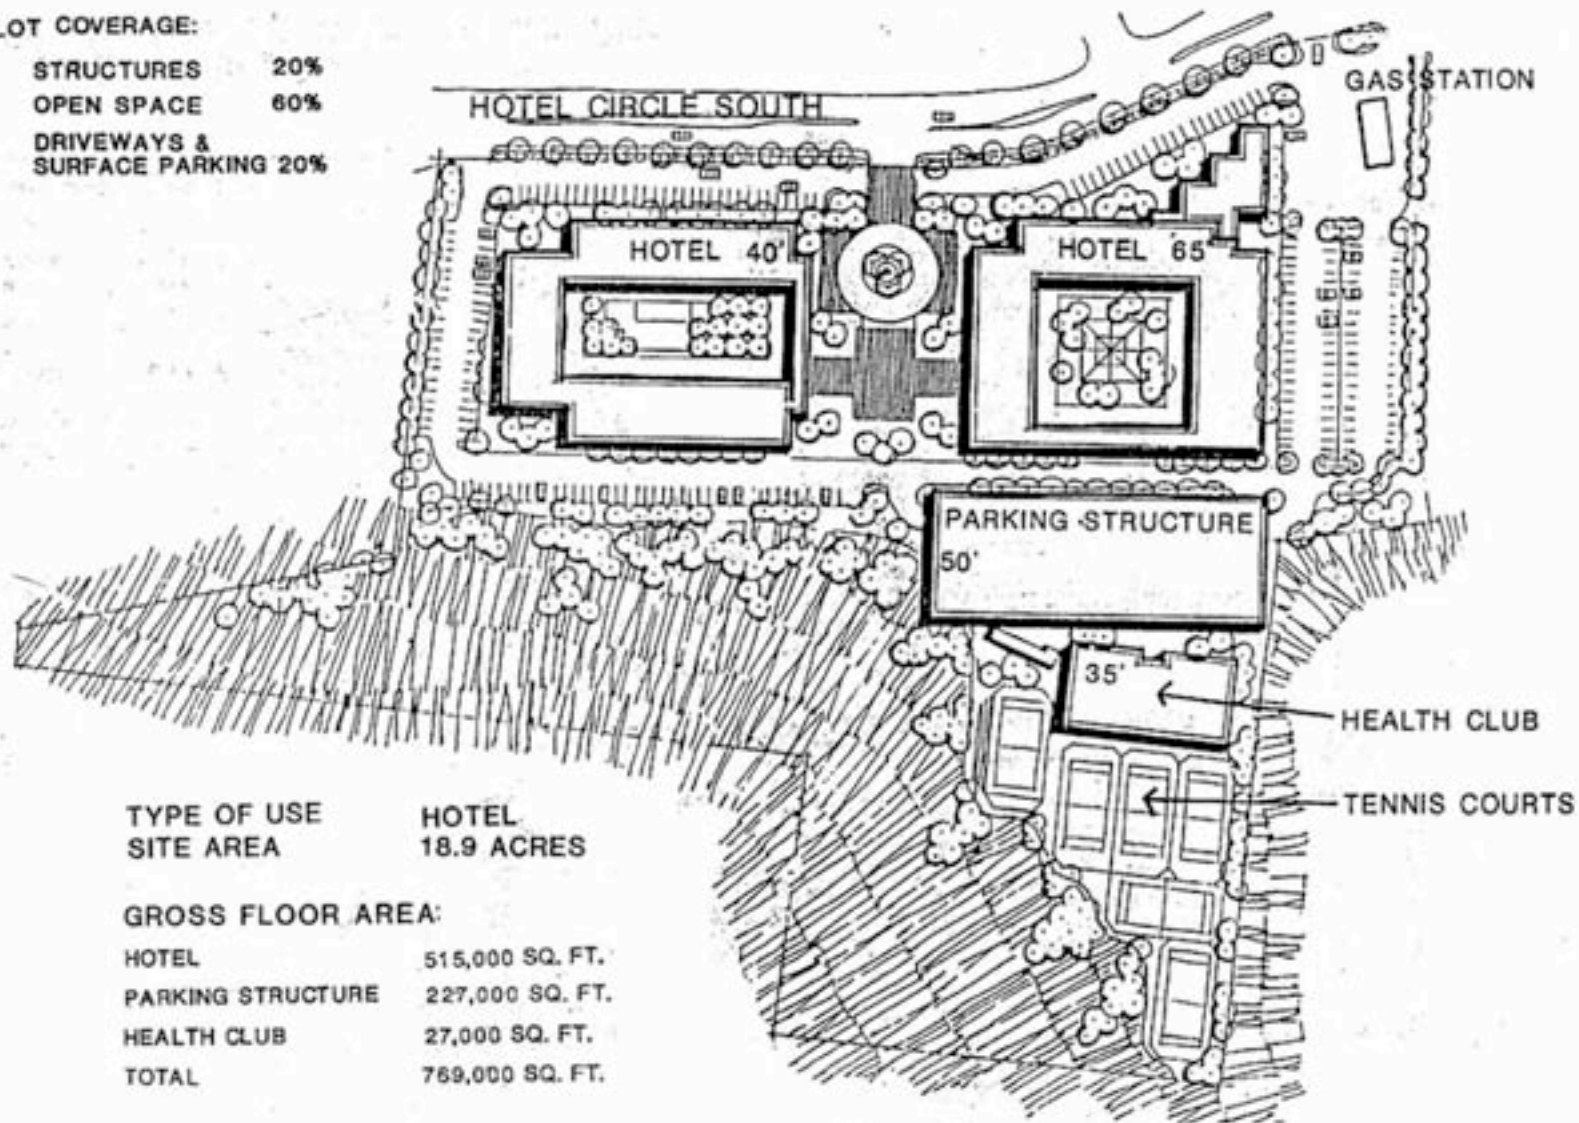 LOT COVERAGE:
STRUCTURES 20%
OPEN SPACE 60%
DRIVEWAYS &
SURFACE PARKING 20%
HOTEL CIRCLE SOUTH
GAS STATION
HOTEL 40'
HOTEL 65'
PARKING STRUCTURE
50'
35'
HEALTH CLUB
TENNIS COURTS
TYPE OF USE HOTEL
SITE AREA 18.9 ACRES
GROSS FLOOR AREA:
HOTEL 515,000 SQ. FT.
PARKING STRUCTURE 227,000 SQ. FT.
HEALTH CLUB 27,000 SQ. FT.
TOTAL 769,000 SQ. FT.